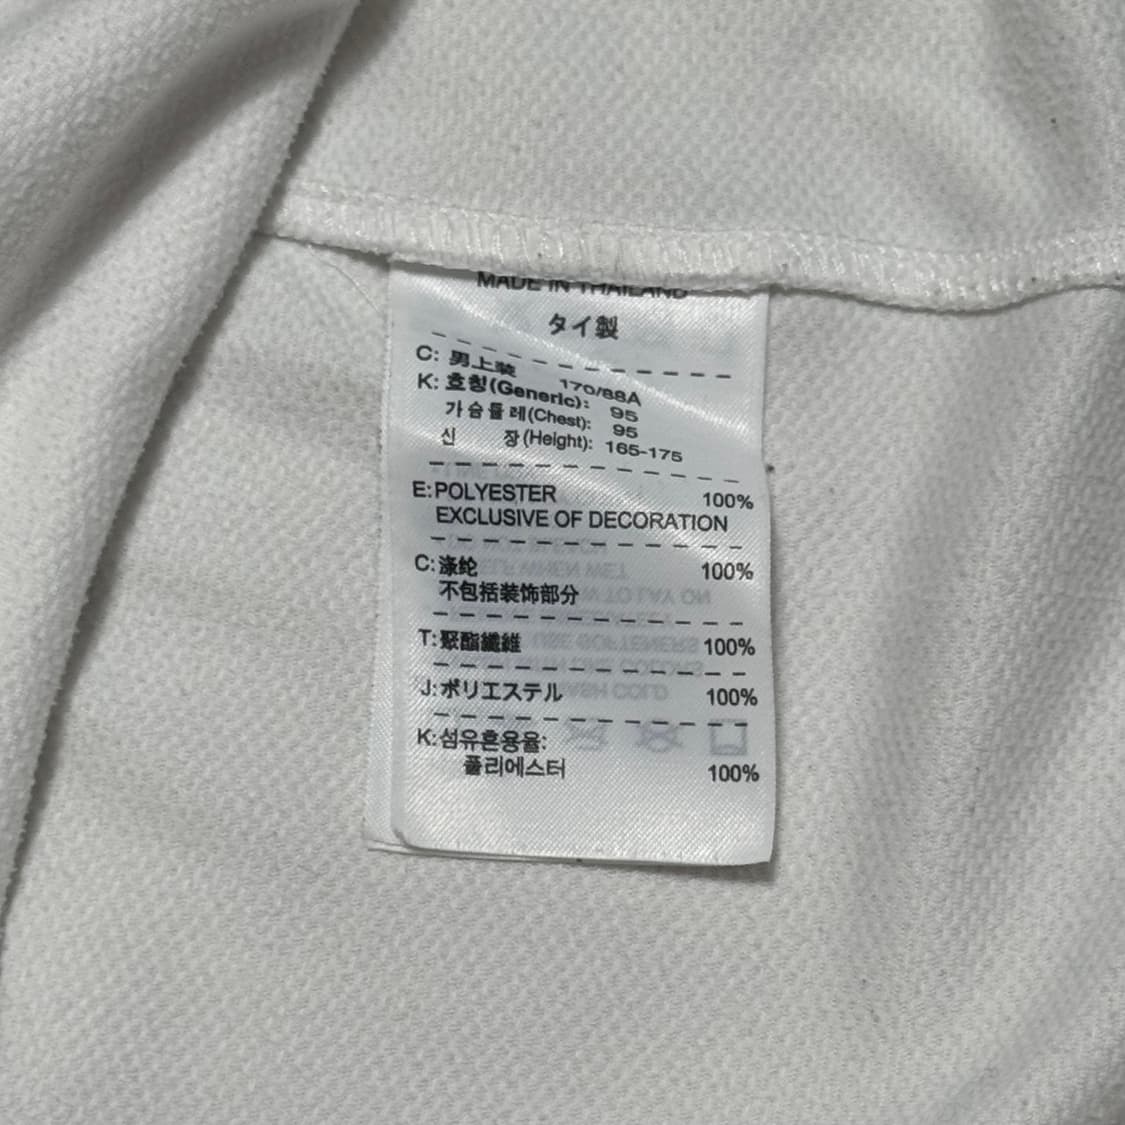 MADE IN THAILAND
タイ製
C: 男上装 170/88A
K: 호칭(Generic): 95
가슴둘레(Chest): 95
신 장(Height): 165-175
E:POLYESTER 100%
EXCLUSIVE OF DECORATION
C:涤纶 100%
不包括装饰部分
T:聚酯纖維 100%
J:ポリエステル 100%
K:섬유혼용율:
폴리에스터 100%